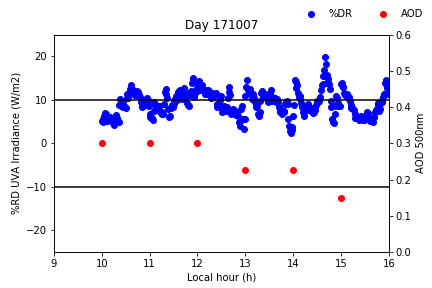 %DR AOD
Day 171007
%RD UVA Irradiance (W/m2)
20
10
0
−10
−20
0.6
0.5
0.4
0.3
0.2
0.1
0.0
AOD 500nm
9 10 11 12 13 14 15 16
Local hour (h)